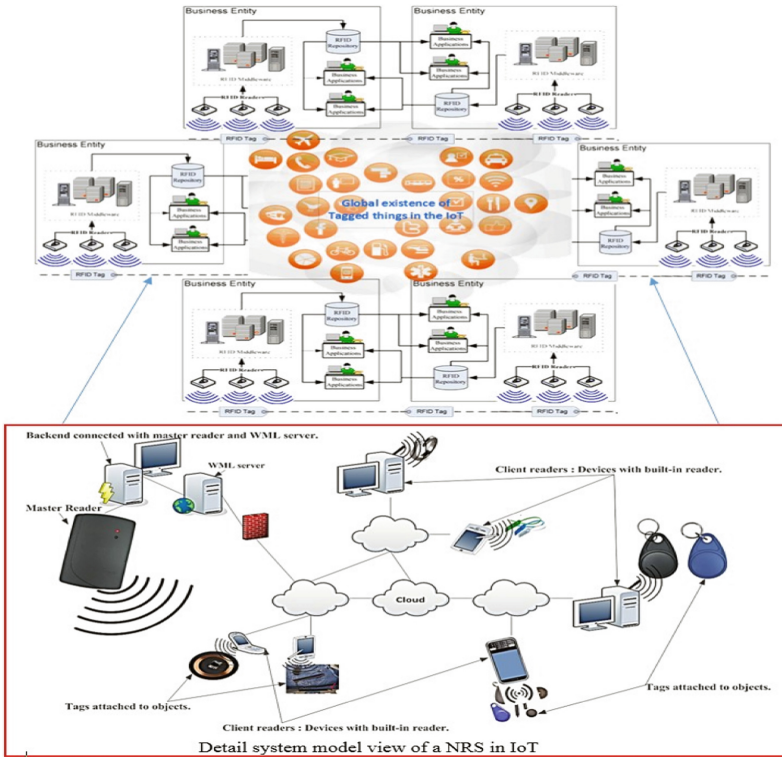 Business Entity
RFID Middleware
RFID Readers
RFID Repository
Business Applications
Business Applications
Business Entity
Business Applications
Business Applications
RFID Repository
RFID Middleware
RFID Readers
RFID Tag
RFID Tag
RFID Tag
Business Entity
RFID Middleware
RFID Readers
RFID Repository
Business Applications
Business Applications
RFID Tag
Global existence of
Tagged things in the IoT
Business Entity
Business Applications
Business Applications
RFID Repository
RFID Middleware
RFID Readers
RFID Tag
RFID Tag
Business Entity
RFID Middleware
RFID Readers
RFID Repository
Business Applications
Business Applications
Business Entity
Business Applications
Business Applications
RFID Repository
RFID Middleware
RFID Readers
RFID Tag
RFID Tag
RFID Tag
Backend connected with master reader and WML server.
WML server
Master Reader
Client readers : Devices with built-in reader.
Cloud
Tags attached to objects.
Tags attached to objects.
Client readers : Devices with built-in reader.
Detail system model view of a NRS in IoT